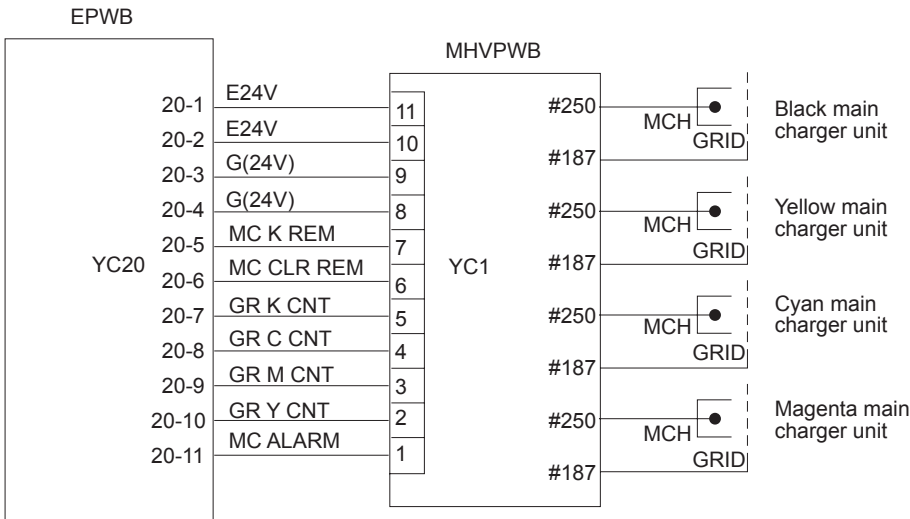 EPWB
MHVPWB
YC20
YC1
20-1 E24V 11
20-2 E24V 10
20-3 G(24V) 9
20-4 G(24V) 8
20-5 MC K REM 7
20-6 MC CLR REM 6
20-7 GR K CNT 5
20-8 GR C CNT 4
20-9 GR M CNT 3
20-10 GR Y CNT 2
20-11 MC ALARM 1
#250 MCH
#187 GRID
Black main
charger unit
#250 MCH
#187 GRID
Yellow main
charger unit
#250 MCH
#187 GRID
Cyan main
charger unit
#250 MCH
#187 GRID
Magenta main
charger unit